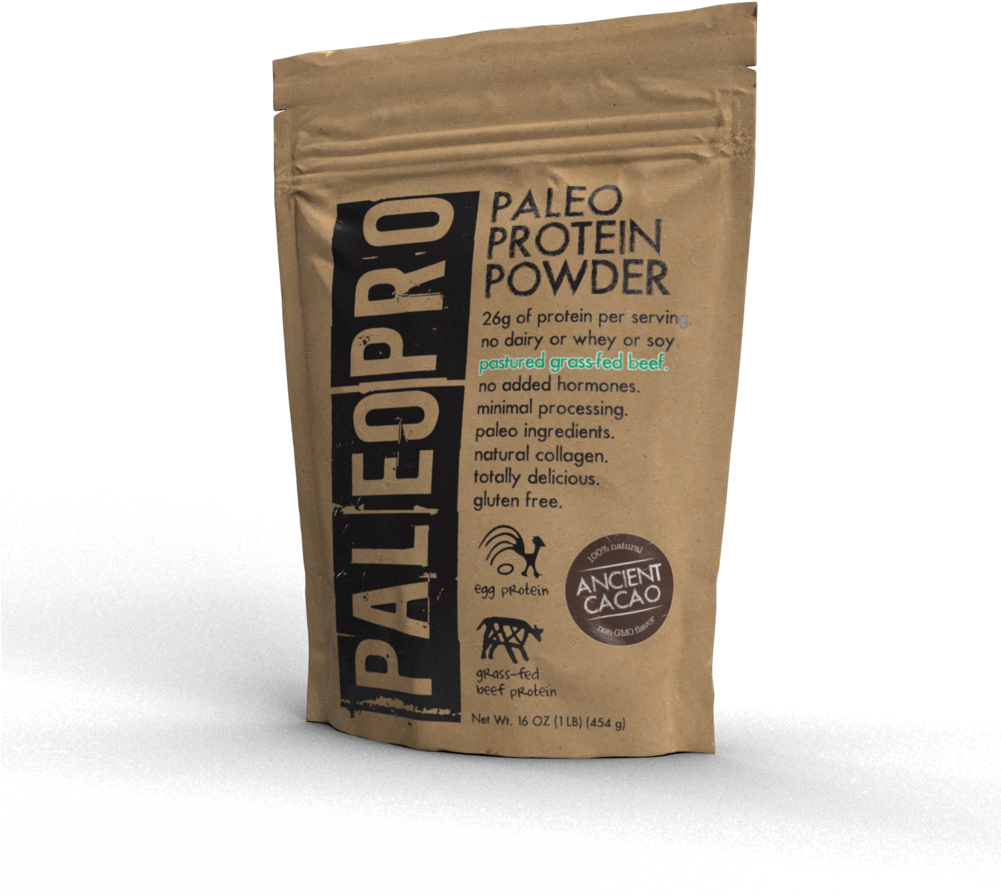 PALEOPRO
PALEO
PROTEIN
POWDER
26g of protein per serving.
no dairy or whey or soy.
pastured grass-fed beef.
no added hormones.
minimal processing.
paleo ingredients.
natural collagen.
totally delicious.
gluten free.
egg protein
100% natural
ANCIENT
CACAO
non-GMO flavor
grass-fed
beef protein
Net Wt. 16 OZ (1 LB) (454 g)